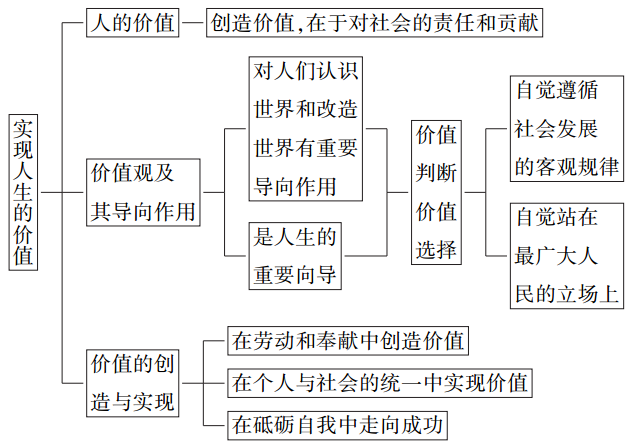 实现人生的价值
人的价值
创造价值,在于对社会的责任和贡献
价值观及
其导向作用
对人们认识
世界和改造
世界有重要
导向作用
是人生的
重要向导
价值
判断
价值
选择
自觉遵循
社会发展
的客观规律
自觉站在
最广大人
民的立场上
价值的创
造与实现
在劳动和奉献中创造价值
在个人与社会的统一中实现价值
在砥砺自我中走向成功